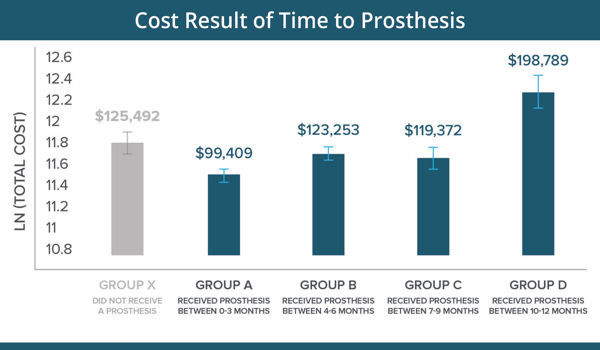 Cost Result of Time to Prosthesis
LN (TOTAL COST)
12.6
12.4
12.2
12
11.8
11.6
11.4
11.2
11
10.8
$125,492
$99,409
$123,253
$119,372
$198,789
GROUP X
DID NOT RECEIVE
A PROSTHESIS
GROUP A
RECEIVED PROSTHESIS
BETWEEN 0-3 MONTHS
GROUP B
RECEIVED PROSTHESIS
BETWEEN 4-6 MONTHS
GROUP C
RECEIVED PROSTHESIS
BETWEEN 7-9 MONTHS
GROUP D
RECEIVED PROSTHESIS
BETWEEN 10-12 MONTHS